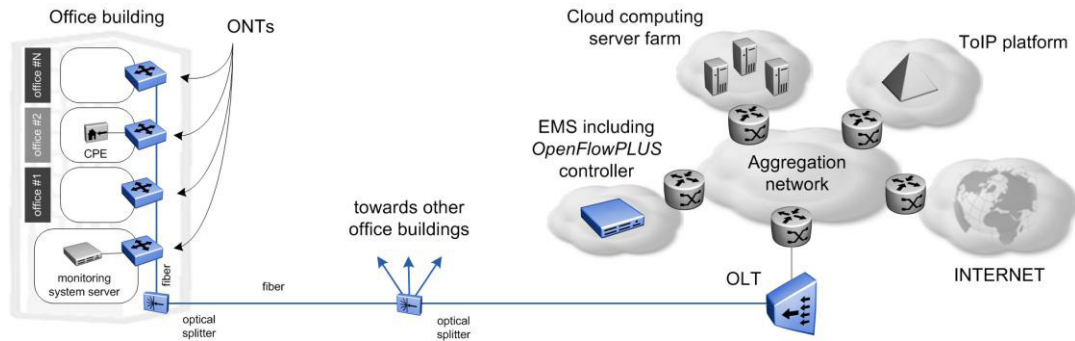 Office building
ONTs
office #N
office #2
office #1
CPE
monitoring
system server
fiber
optical
splitter
fiber
towards other
office buildings
optical
splitter
Cloud computing
server farm
ToIP platform
EMS including
OpenFlowPLUS
controller
Aggregation
network
OLT
INTERNET